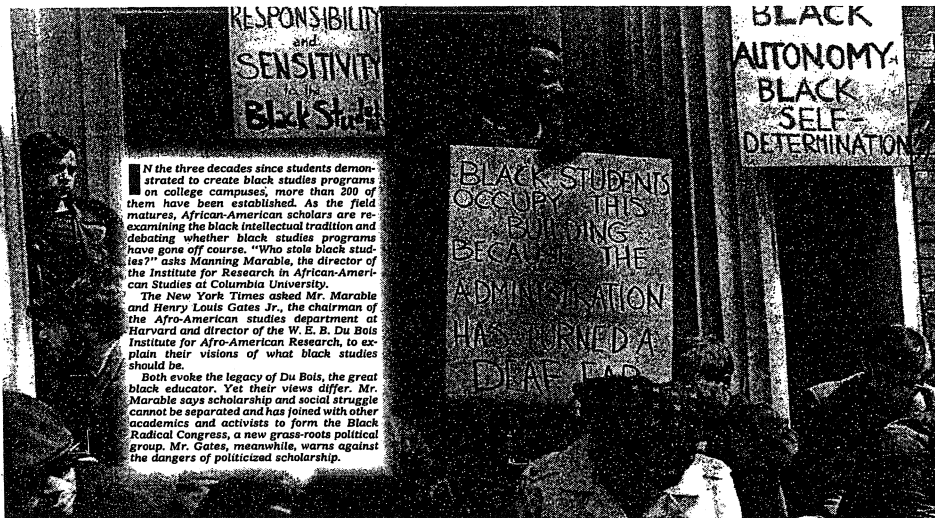 RESPONSIBILITY
and
SENSITIVITY
Black
BLACK
AUTONOMY-
BLACK
SELF-
DETERMINATION
BLACK STUDENTS
OCCUPY THIS
BUILDING
BECAUSE THE
ADMINISTRATION
HAS TURNED A
DEAF EAR
IN the three decades since students demon-
strated to create black studies programs
on college campuses, more than 200 of
them have been established. As the field
matures, African-American scholars are re-
examining the black intellectual tradition and
debating whether black studies programs
have gone off course. "Who stole black stud-
ies?" asks Manning Marable, the director of
the Institute for Research in African-Ameri-
can Studies at Columbia University.
The New York Times asked Mr. Marable
and Henry Louis Gates Jr., the chairman of
the Afro-American studies department at
Harvard and director of the W. E. B. Du Bois
Institute for Afro-American Research, to ex-
plain their visions of what black studies
should be.
Both evoke the legacy of Du Bois, the great
black educator. Yet their views differ. Mr.
Marable says scholarship and social struggle
cannot be separated and has joined with other
academics and activists to form the Black
Radical Congress, a new grass-roots political
group. Mr. Gates, meanwhile, warns against
the dangers of politicized scholarship.